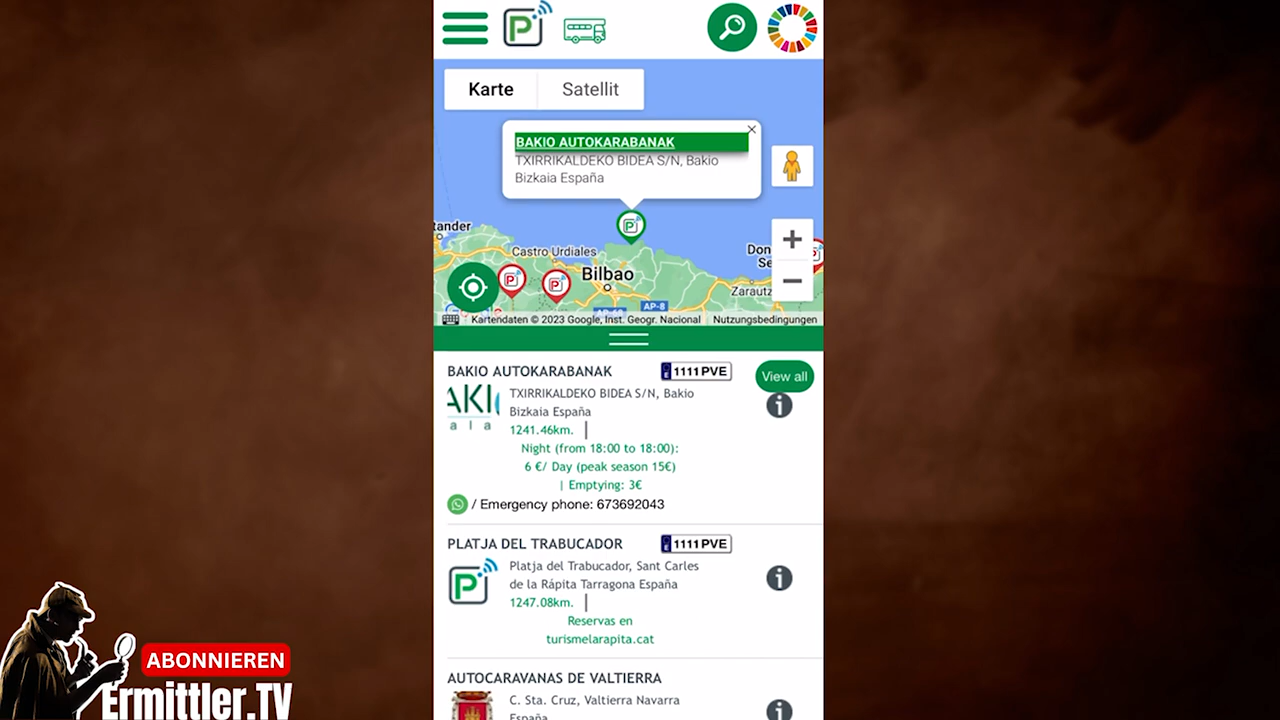 P
Karte
Satellit
BAKIO AUTOKARABANAK
TXIRRIKALDEKO BIDEA S/N, Bakio
Bizkaia España
tander
Castro Urdiales
Bilbao
Don
Se
Zarautz
AP-8
Kartendaten © 2023 Google, Inst. Geogr. Nacional
Nutzungsbedingungen
BAKIO AUTOKARABANAK
E 1111 PVE
View all
AKI
a l a
TXIRRIKALDEKO BIDEA S/N, Bakio
Bizkaia España
1241.46km. |
Night (from 18:00 to 18:00):
6 €/ Day (peak season 15€)
| Emptying: 3€
/ Emergency phone: 673692043
PLATJA DEL TRABUCADOR
E 1111 PVE
P
Platja del Trabucador, Sant Carles
de la Ràpita Tarragona España
1247.08km. |
Reservas en
turismelarapita.cat
AUTOCARAVANAS DE VALTIERRA
C. Sta. Cruz, Valtierra Navarra
España
ABONNIEREN
Ermittler.TV